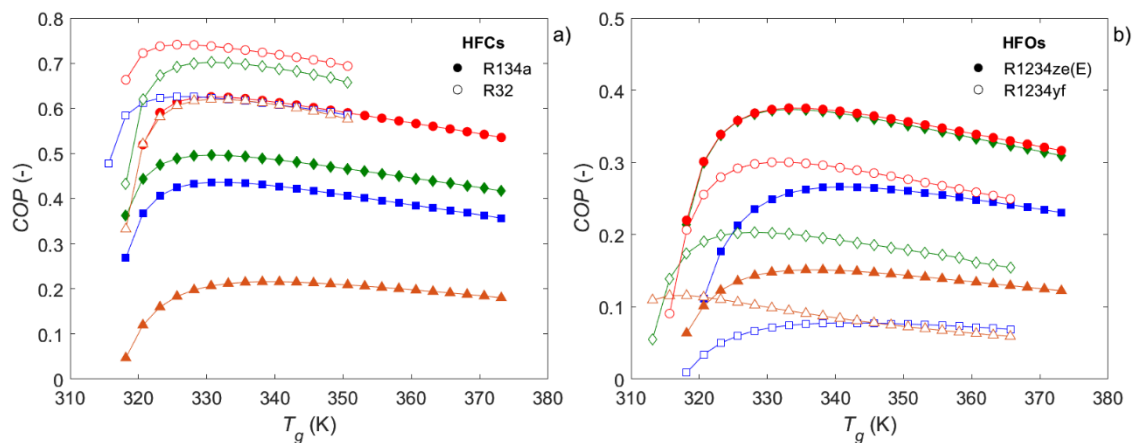 HFCs
a)
R134a
R32
COP (-)
0.8
0.7
0.6
0.5
0.4
0.3
0.2
0.1
0
310 320 330 340 350 360 370 380
T_g (K)
HFOs
b)
R1234ze(E)
R1234yf
COP (-)
0.5
0.4
0.3
0.2
0.1
0
310 320 330 340 350 360 370 380
T_g (K)